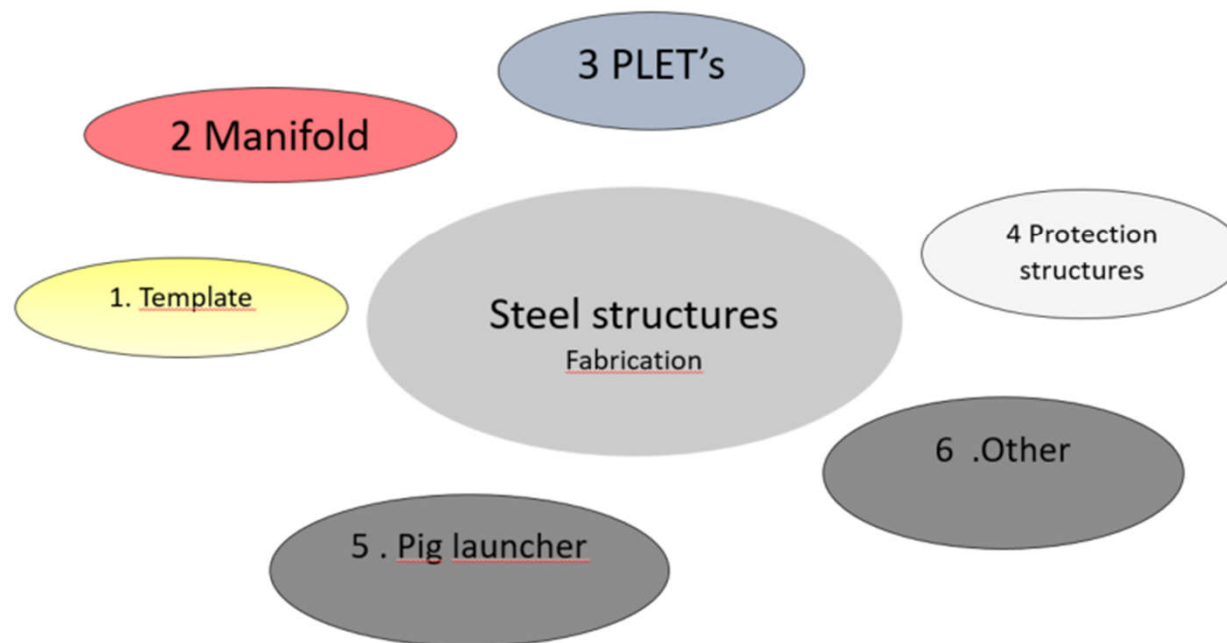 3 PLET’s
2 Manifold
4 Protection
structures
1. Template
Steel structures
Fabrication
6 .Other
5 . Pig launcher